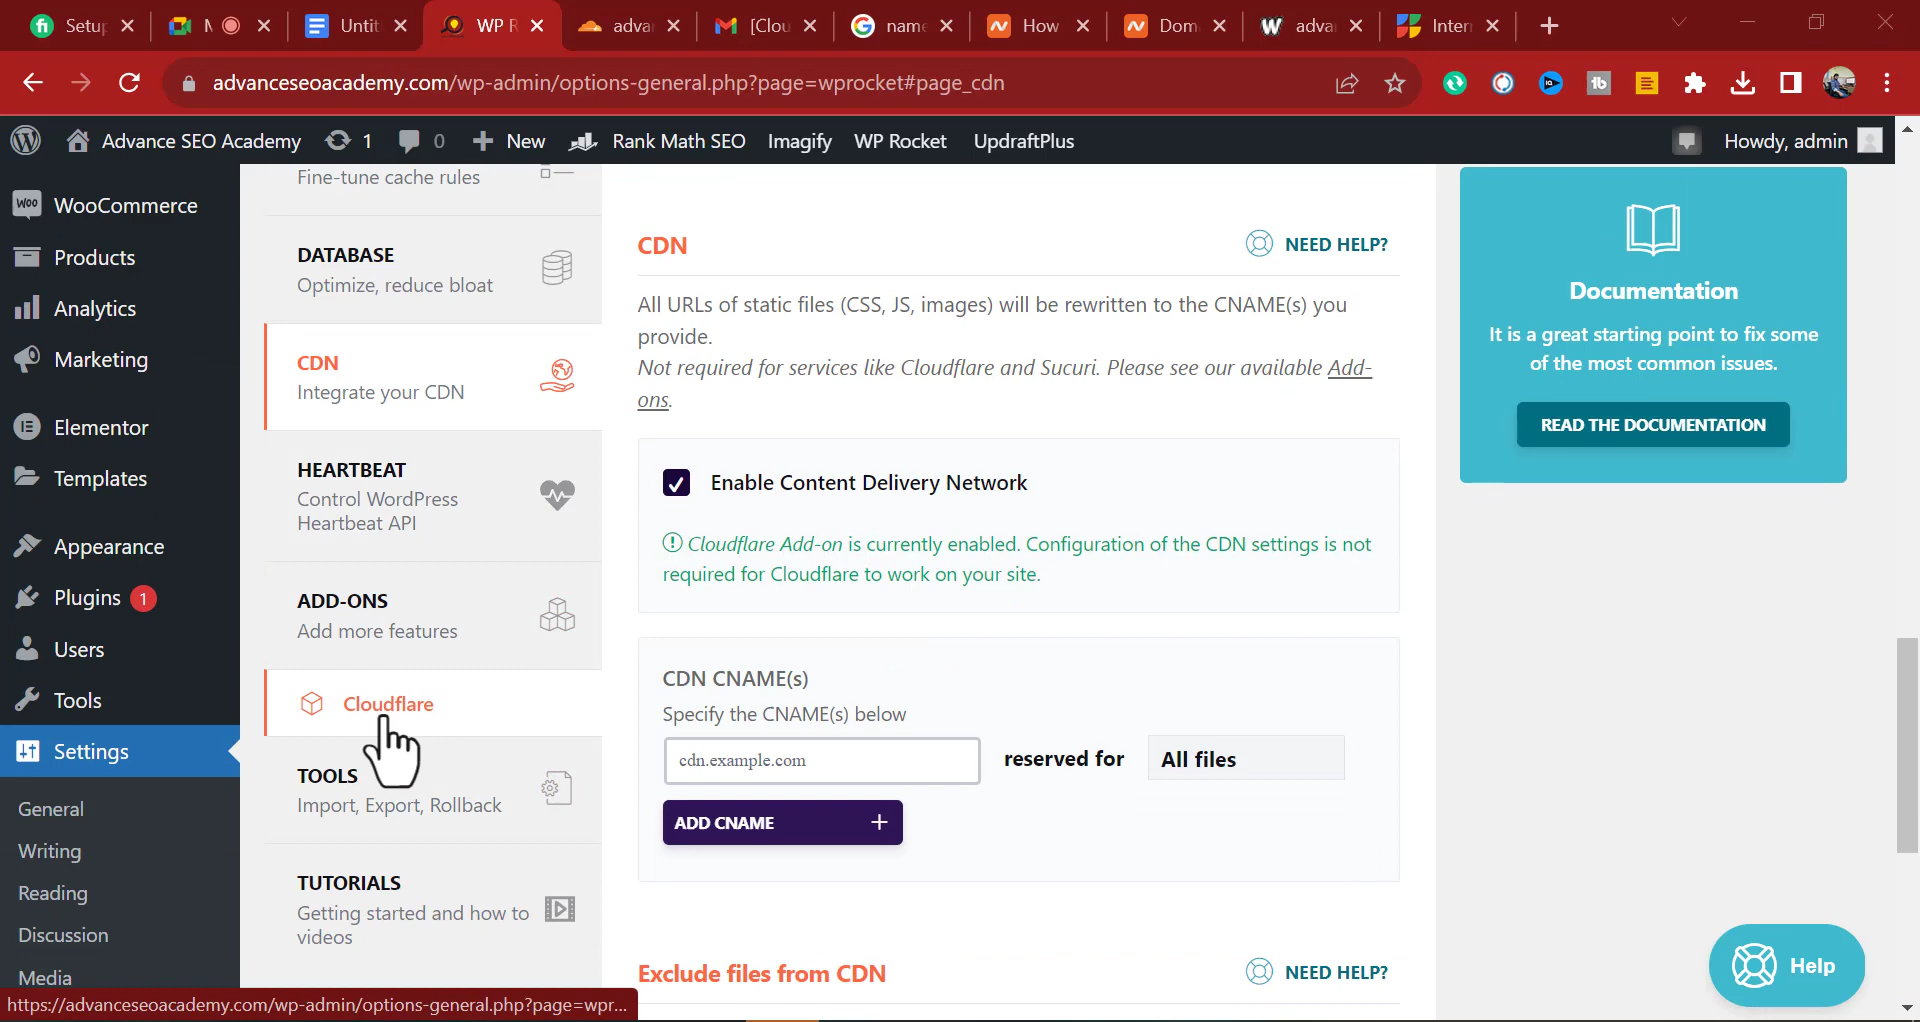 Setu
M
Untit
WP R
adva
[Clou
name
How
Dom
adva
Inter
advanceseoacademy.com/wp-admin/options-general.php?page=wprocket#page_cdn
Advance SEO Academy
1
0
New
Rank Math SEO
Imagify
WP Rocket
UpdraftPlus
Howdy, admin
WooCommerce
Products
Analytics
Marketing
Elementor
Templates
Appearance
Plugins 1
Users
Tools
Settings
General
Writing
Reading
Discussion
Media
Fine-tune cache rules
DATABASE
Optimize, reduce bloat
CDN
Integrate your CDN
HEARTBEAT
Control WordPress
Heartbeat API
ADD-ONS
Add more features
Cloudflare
TOOLS
Import, Export, Rollback
TUTORIALS
Getting started and how to
videos
CDN
NEED HELP?
All URLs of static files (CSS, JS, images) will be rewritten to the CNAME(s) you
provide.
Not required for services like Cloudflare and Sucuri. Please see our available Add-
ons.
Enable Content Delivery Network
Cloudflare Add-on is currently enabled. Configuration of the CDN settings is not
required for Cloudflare to work on your site.
CDN CNAME(s)
Specify the CNAME(s) below
cdn.example.com
reserved for
All files
ADD CNAME +
Exclude files from CDN
NEED HELP?
Documentation
It is a great starting point to fix some
of the most common issues.
READ THE DOCUMENTATION
Help
https://advanceseoacademy.com/wp-admin/options-general.php?page=wpr...